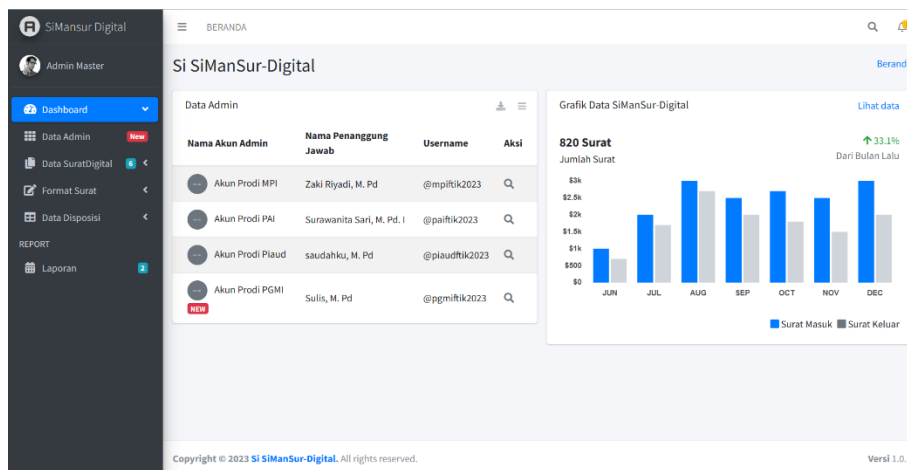 SiMansur Digital
BERANDA
Admin Master
Si SiManSur-Digital
Berand
Dashboard
Data Admin New
Data SuratDigital 6
Format Surat
Data Disposisi
REPORT
Laporan 2
Data Admin
Nama Akun Admin Nama Penanggung Jawab Username Aksi
Akun Prodi MPI Zaki Riyadi, M. Pd @mpiftik2023
Akun Prodi PAI Surawanita Sari, M. Pd. I @paiftik2023
Akun Prodi Piaud saudahku, M. Pd @piaudftik2023
Akun Prodi PGMI Sulis, M. Pd @pgmiftik2023
NEW
Grafik Data SiManSur-Digital Lihat data
820 Surat 33.1%
Jumlah Surat Dari Bulan Lalu
$3k
$2.5k
$2k
$1.5k
$1k
$500
$0
JUN JUL AUG SEP OCT NOV DEC
Surat Masuk Surat Keluar
Copyright © 2023 Si SiManSur-Digital. All rights reserved. Versi 1.0.